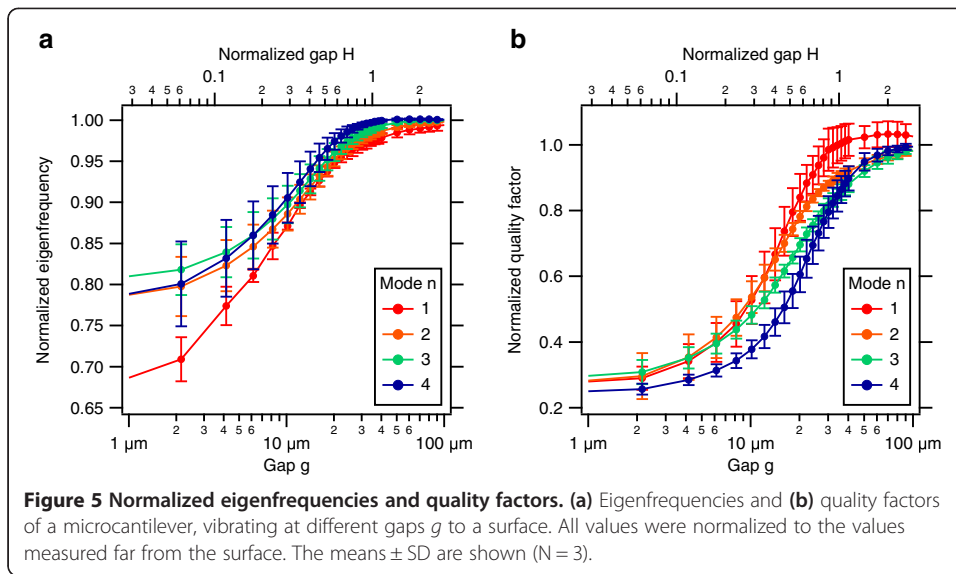 a
Normalized gap H
0.1 1
3 4 5 6 2 3 4 5 6 2
Normalized eigenfrequency
1.00
0.95
0.90
0.85
0.80
0.75
0.70
0.65
Mode n
1
2
3
4
1 µm 2 3 4 5 6 10 µm 2 3 4 5 6 100 µm
Gap g
b
Normalized gap H
0.1 1
3 4 5 6 2 3 4 5 6 2
Normalized quality factor
1.0
0.8
0.6
0.4
0.2
Mode n
1
2
3
4
1 µm 2 3 4 5 6 10 µm 2 3 4 5 6 100 µm
Gap g
Figure 5 Normalized eigenfrequencies and quality factors. (a) Eigenfrequencies and (b) quality factors
of a microcantilever, vibrating at different gaps g to a surface. All values were normalized to the values
measured far from the surface. The means ± SD are shown (N = 3).